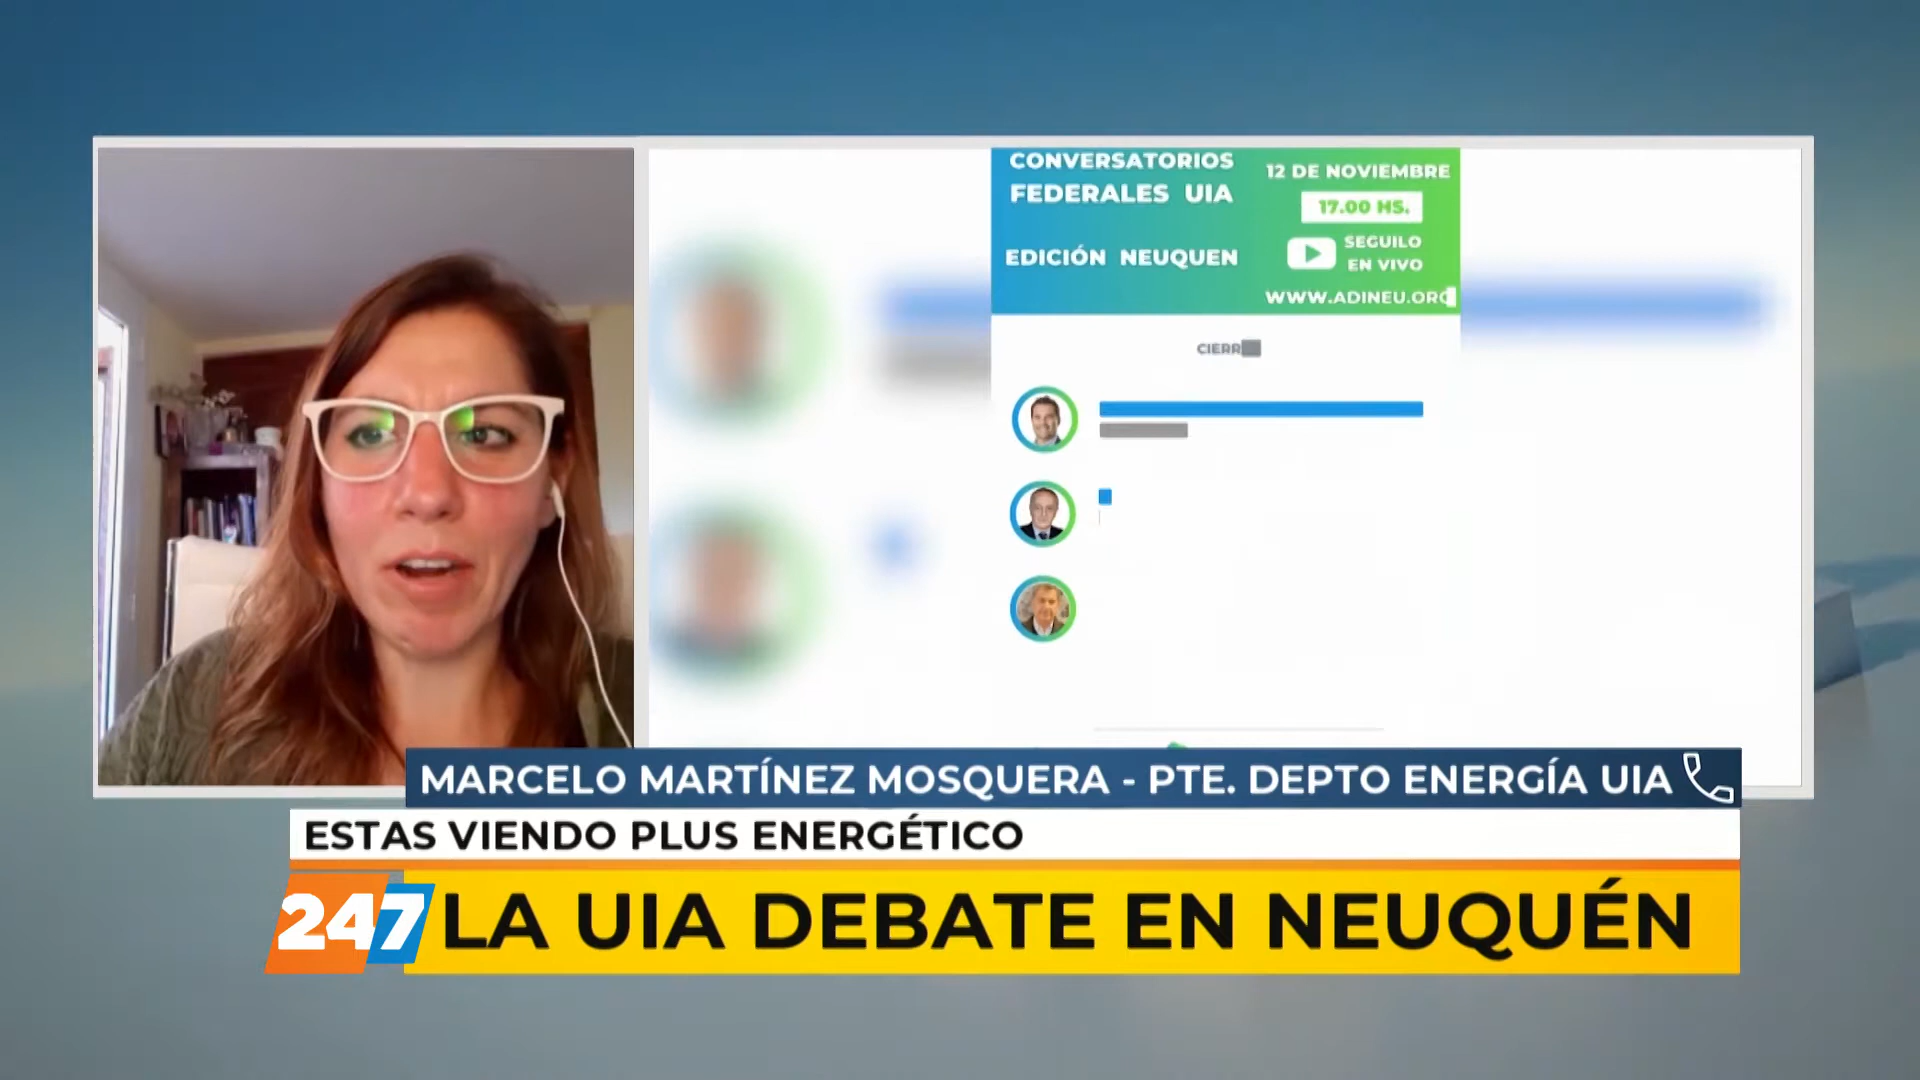 CONVERSATORIOS
FEDERALES UIA
EDICIÓN NEUQUEN
12 DE NOVIEMBRE
17.00 HS.
SEGUILO
EN VIVO
WWW.ADINEU.ORG
CIERR
MARCELO MARTÍNEZ MOSQUERA - PTE. DEPTO ENERGÍA UIA
ESTAS VIENDO PLUS ENERGÉTICO
247 LA UIA DEBATE EN NEUQUÉN